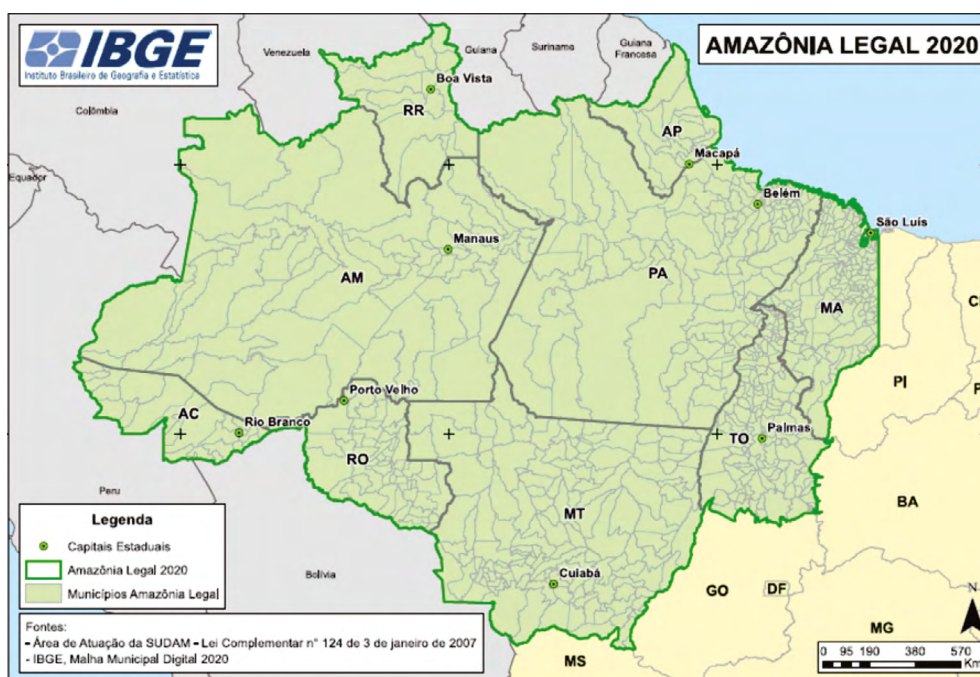 IBGE
Instituto Brasileiro de Geografia e Estatística
AMAZÔNIA LEGAL 2020
Venezuela
Guiana
Suriname
Guiana
Francesa
Colômbia
Equador
Boa Vista
RR
AP
Macapá
Belém
São Luís
Manaus
AM
PA
MA
C
PI
P
Porto Velho
AC
Rio Branco
RO
Palmas
TO
Peru
BA
MT
Bolívia
Cuiabá
GO
DF
MG
MS
Legenda
Capitais Estaduais
Amazônia Legal 2020
Municípios Amazônia Legal
Fontes:
- Área de Atuação da SUDAM - Lei Complementar n° 124 de 3 de janeiro de 2007
- IBGE, Malha Municipal Digital 2020
N
0 95 190 380 570
Km